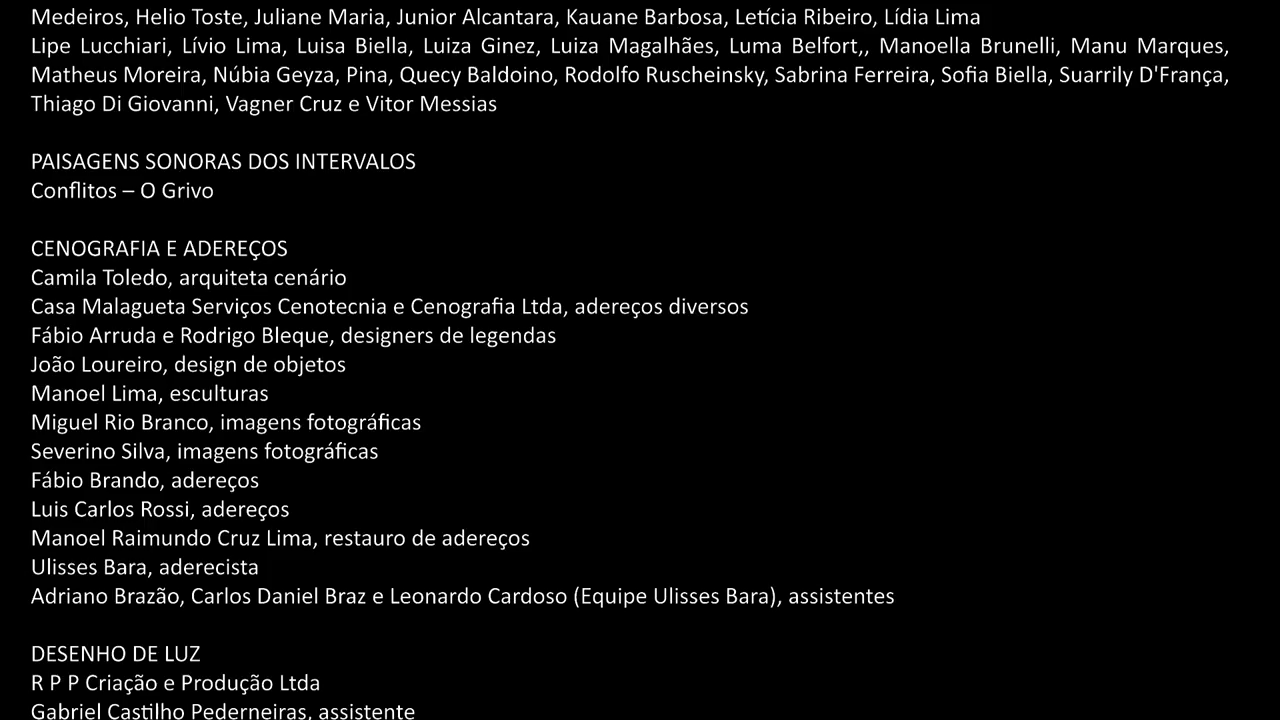 Medeiros, Helio Toste, Juliane Maria, Junior Alcantara, Kauane Barbosa, Letícia Ribeiro, Lídia Lima
Lipe Lucchiari, Lívio Lima, Luisa Biella, Luiza Ginez, Luiza Magalhães, Luma Belfort,, Manoella Brunelli, Manu Marques,
Matheus Moreira, Núbia Geyza, Pina, Quecy Baldoino, Rodolfo Ruscheinsky, Sabrina Ferreira, Sofia Biella, Suarrily D'França,
Thiago Di Giovanni, Vagner Cruz e Vitor Messias
PAISAGENS SONORAS DOS INTERVALOS
Conflitos – O Grivo
CENOGRAFIA E ADEREÇOS
Camila Toledo, arquiteta cenário
Casa Malagueta Serviços Cenotecnia e Cenografia Ltda, adereços diversos
Fábio Arruda e Rodrigo Bleque, designers de legendas
João Loureiro, design de objetos
Manoel Lima, esculturas
Miguel Rio Branco, imagens fotográficas
Severino Silva, imagens fotográficas
Fábio Brando, adereços
Luis Carlos Rossi, adereços
Manoel Raimundo Cruz Lima, restauro de adereços
Ulisses Bara, aderecista
Adriano Brazão, Carlos Daniel Braz e Leonardo Cardoso (Equipe Ulisses Bara), assistentes
DESENHO DE LUZ
R P P Criação e Produção Ltda
Gabriel Castilho Pederneiras, assistente